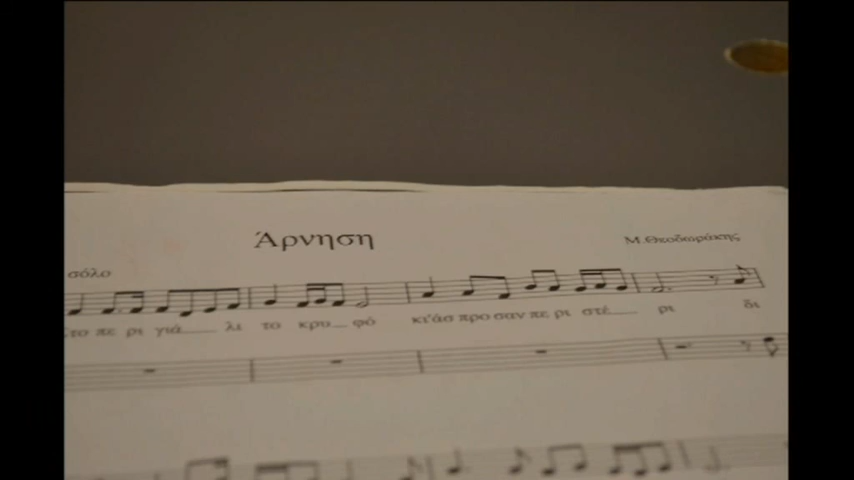 Άρνηση
Μ.Θεοδωράκης
σόλο
Στο πε ρι γιά λι το κρυ φό κι'άσ προ σαν πε ρι στέ ρι δι